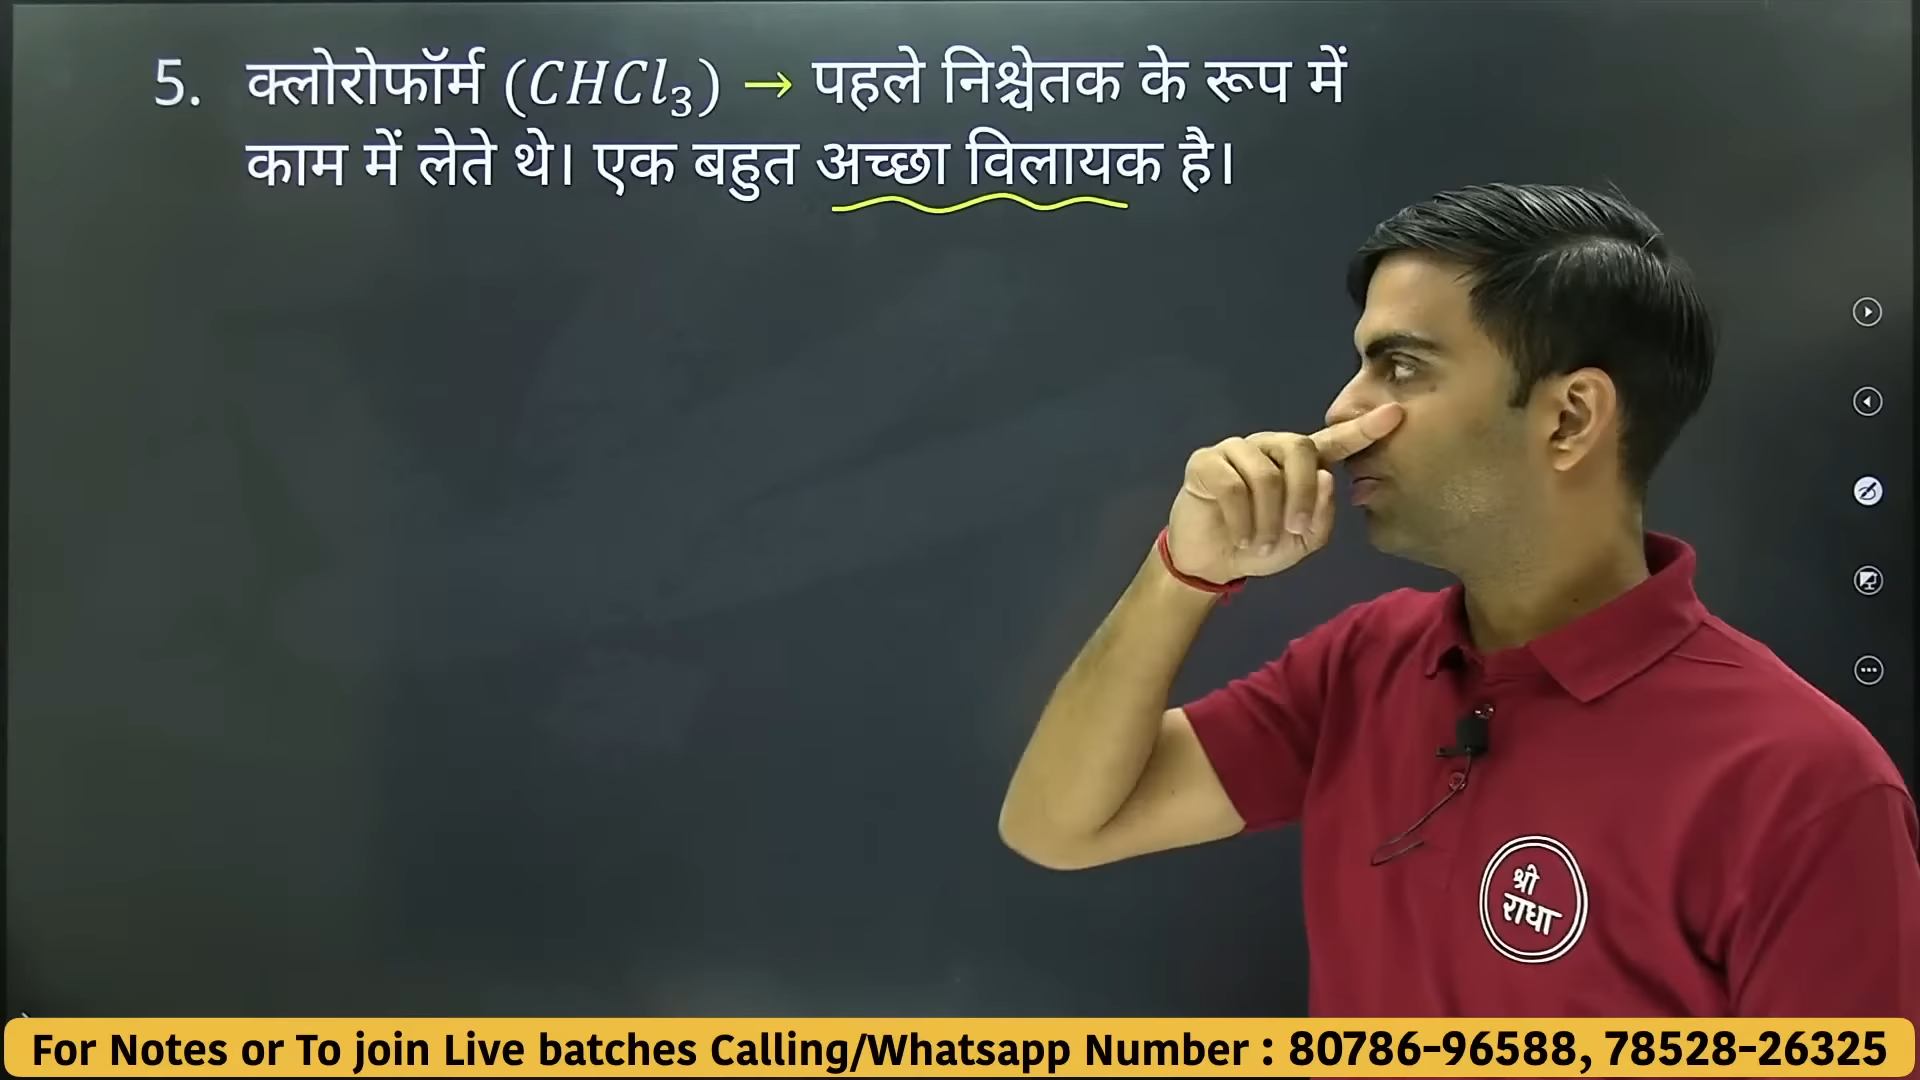 5. क्लोरोफॉर्म (CHCl₃) → पहले निश्चेतक के रूप में
काम में लेते थे। एक बहुत अच्छा विलायक है।
श्री
राधा
For Notes or To join Live batches Calling/Whatsapp Number : 80786-96588, 78528-26325